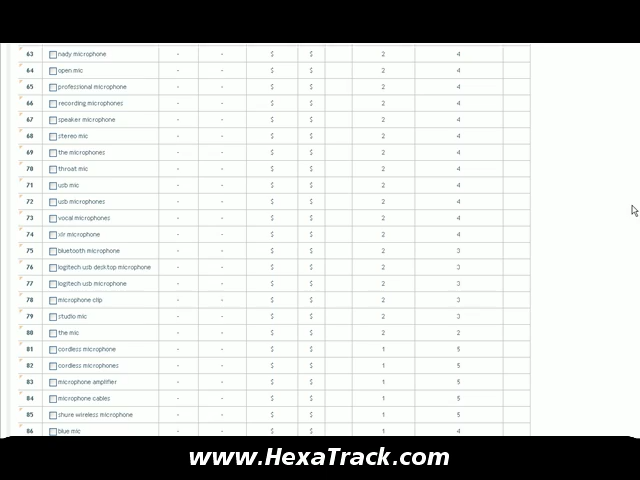 63 nady microphone - - $ $ 2 4
64 open mic - - $ $ 2 4
65 professional microphone - - $ $ 2 4
66 recording microphones - - $ $ 2 4
67 speaker microphone - - $ $ 2 4
68 stereo mic - - $ $ 2 4
69 the microphones - - $ $ 2 4
70 throat mic - - $ $ 2 4
71 usb mic - - $ $ 2 4
72 usb microphones - - $ $ 2 4
73 vocal microphones - - $ $ 2 4
74 xlr microphone - - $ $ 2 4
75 bluetooth microphone - - $ $ 2 3
76 logitech usb desktop microphone - - $ $ 2 3
77 logitech usb microphone - - $ $ 2 3
78 microphone clip - - $ $ 2 3
79 studio mic - - $ $ 2 3
80 the mic - - $ $ 2 2
81 cordless microphone - - $ $ 1 5
82 cordless microphones - - $ $ 1 5
83 microphone amplifier - - $ $ 1 5
84 microphone cables - - $ $ 1 5
85 shure wireless microphone - - $ $ 1 5
86 blue mic - - $ $ 1 4
www.HexaTrack.com